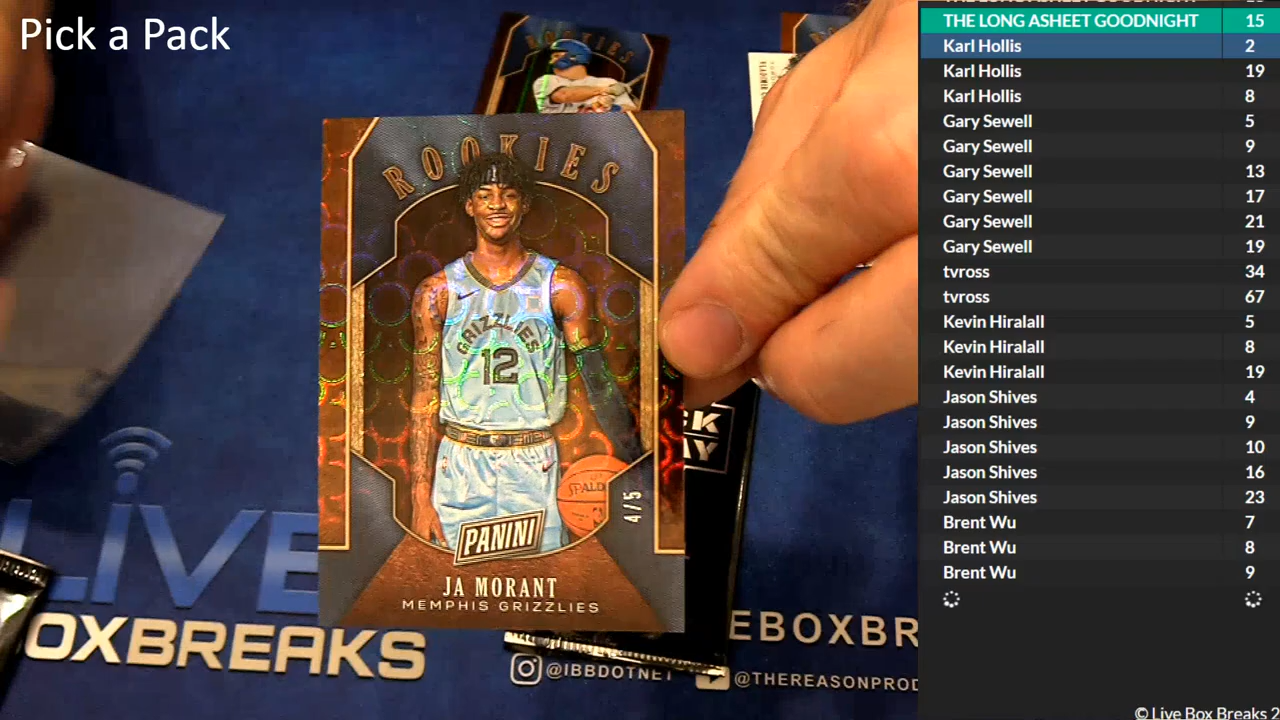 Pick a Pack
ROOKIES
ROOKIES
GRIZZLIES
12
SPALD
4/5
PANINI
JA MORANT
MEMPHIS GRIZZLIES
LIVE
BOXBREAKS
EBOXBR
@IBBDOTNET
@THEREASONPROD
THE LONG ASHEET GOODNIGHT 15
Karl Hollis 2
Karl Hollis 19
Karl Hollis 8
Gary Sewell 5
Gary Sewell 9
Gary Sewell 13
Gary Sewell 17
Gary Sewell 21
Gary Sewell 19
tvross 34
tvross 67
Kevin Hiralall 5
Kevin Hiralall 8
Kevin Hiralall 19
Jason Shives 4
Jason Shives 9
Jason Shives 10
Jason Shives 16
Jason Shives 23
Brent Wu 7
Brent Wu 8
Brent Wu 9
© Live Box Breaks 2